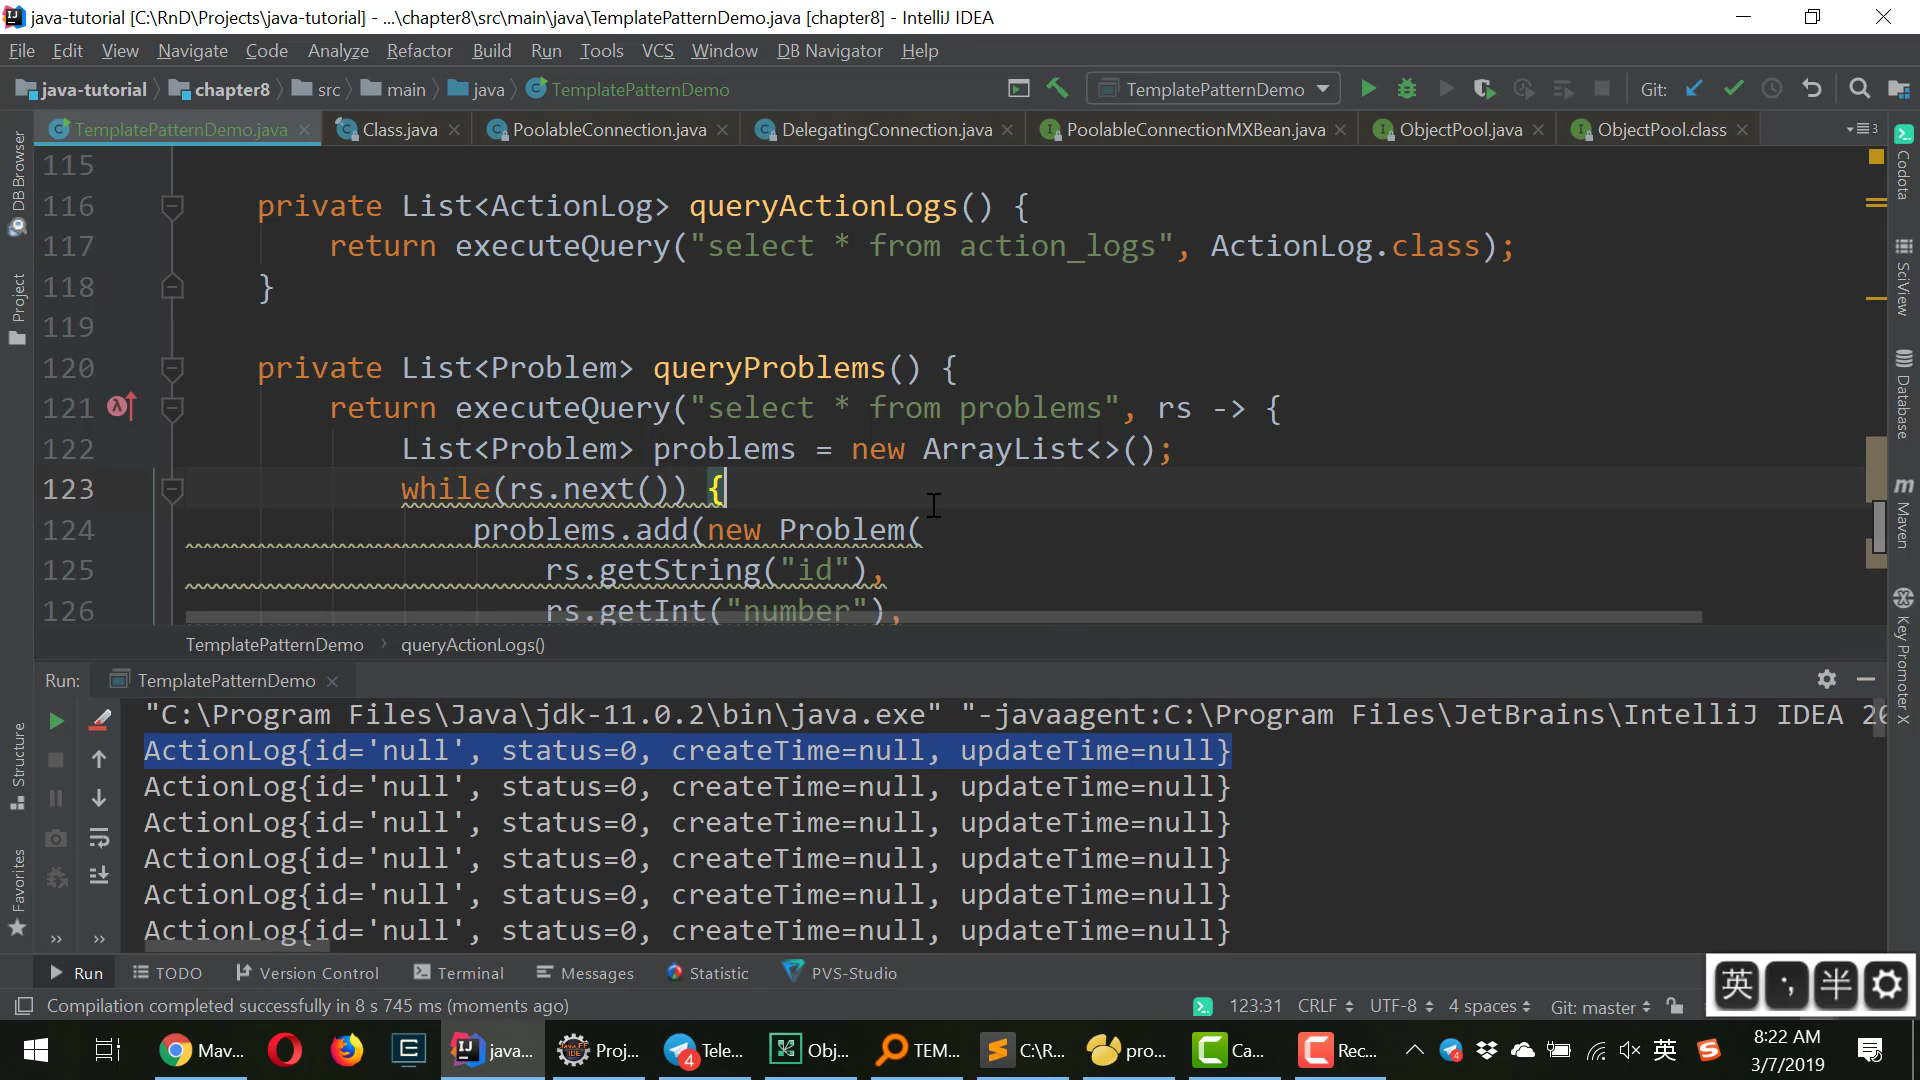 java-tutorial [C:\RnD\Projects\java-tutorial] - ...\chapter8\src\main\java\TemplatePatternDemo.java [chapter8] - IntelliJ IDEA
File Edit View Navigate Code Analyze Refactor Build Run Tools VCS Window DB Navigator Help
java-tutorial chapter8 src main java TemplatePatternDemo TemplatePatternDemo Git:
TemplatePatternDemo.java Class.java PoolableConnection.java DelegatingConnection.java PoolableConnectionMXBean.java ObjectPool.java ObjectPool.class 3
115
116 private List<ActionLog> queryActionLogs() {
117 return executeQuery("select * from action_logs", ActionLog.class);
118 }
119
120 private List<Problem> queryProblems() {
121 return executeQuery("select * from problems", rs -> {
122 List<Problem> problems = new ArrayList<>();
123 while(rs.next()) {
124 problems.add(new Problem(
125 rs.getString("id"),
126 rs.getInt("number"),
TemplatePatternDemo queryActionLogs()
DB Browser
Project
Structure
Favorites
Codota
SciView
Database
Maven
Key Promoter X
Run: TemplatePatternDemo
"C:\Program Files\Java\jdk-11.0.2\bin\java.exe" "-javaagent:C:\Program Files\JetBrains\IntelliJ IDEA 20
ActionLog{id='null', status=0, createTime=null, updateTime=null}
ActionLog{id='null', status=0, createTime=null, updateTime=null}
ActionLog{id='null', status=0, createTime=null, updateTime=null}
ActionLog{id='null', status=0, createTime=null, updateTime=null}
ActionLog{id='null', status=0, createTime=null, updateTime=null}
ActionLog{id='null', status=0, createTime=null, updateTime=null}
Run TODO Version Control Terminal Messages Statistic PVS-Studio
英 半
Compilation completed successfully in 8 s 745 ms (moments ago) 123:31 CRLF UTF-8 4 spaces Git: master
Mav... java... Proj... Tele... Obj... TEM... C:\R... pro... Ca... Rec... 英
8:22 AM
3/7/2019